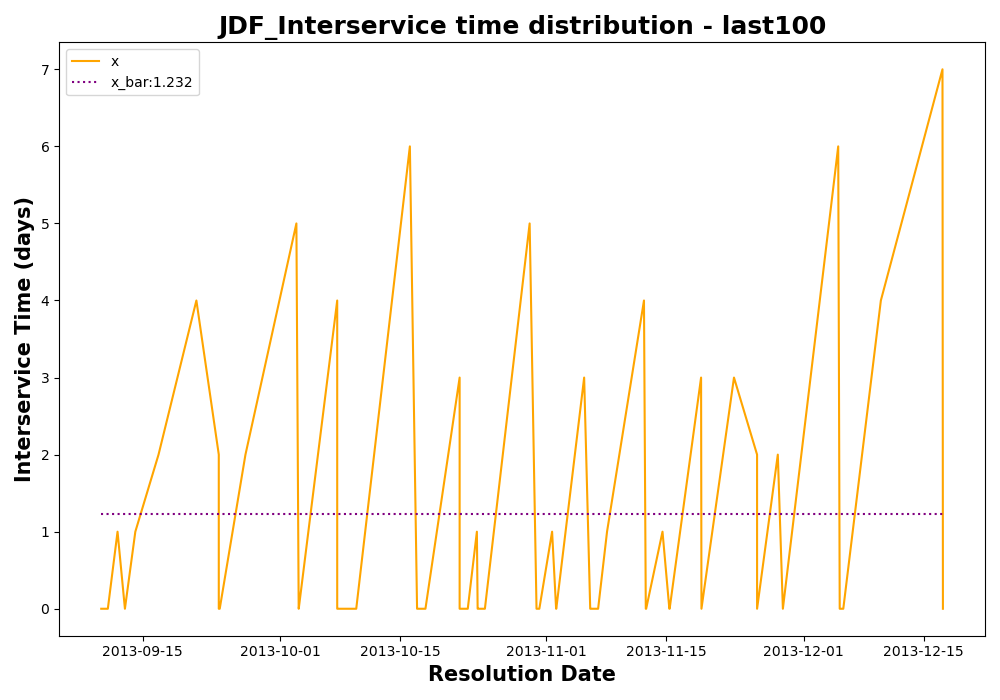 JDF_Interservice time distribution - last100
x
x_bar:1.232
Interservice Time (days)
7
6
5
4
3
2
1
0
2013-09-15 2013-10-01 2013-10-15 2013-11-01 2013-11-15 2013-12-01 2013-12-15
Resolution Date